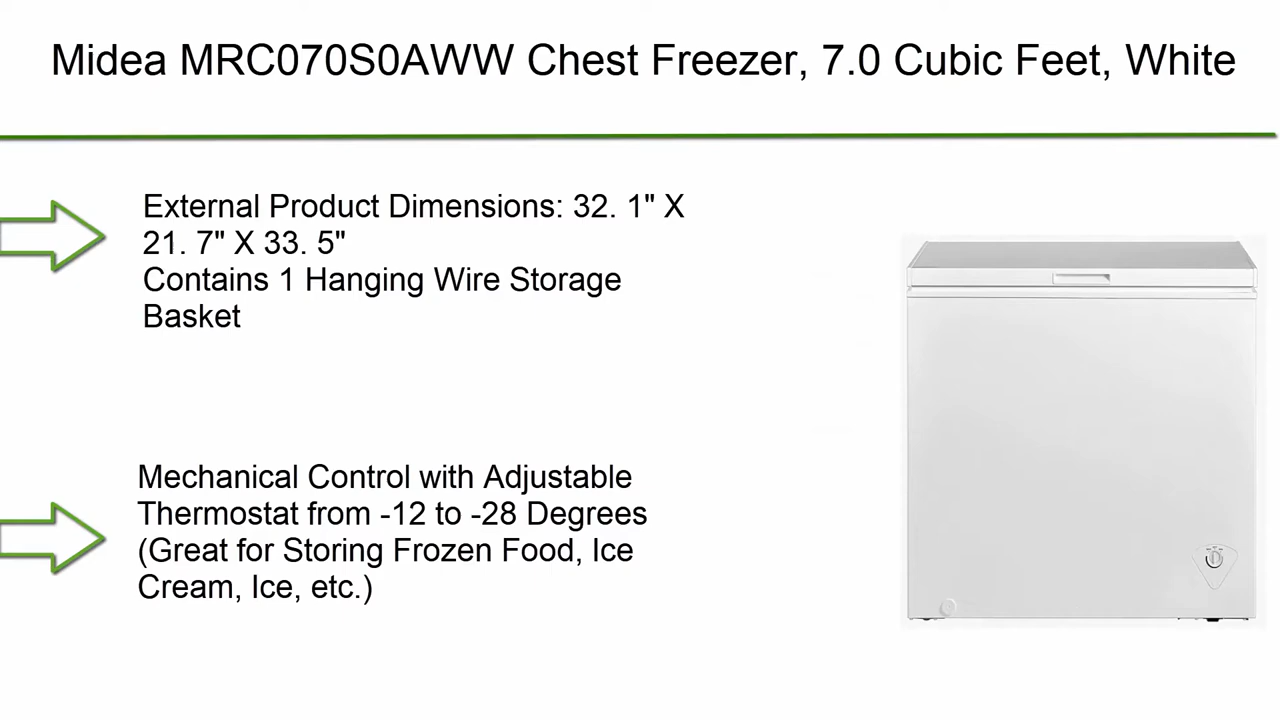 Midea MRC070S0AWW Chest Freezer, 7.0 Cubic Feet, White
External Product Dimensions: 32. 1" X
21. 7" X 33. 5"
Contains 1 Hanging Wire Storage
Basket
Mechanical Control with Adjustable
Thermostat from -12 to -28 Degrees
(Great for Storing Frozen Food, Ice
Cream, Ice, etc.)